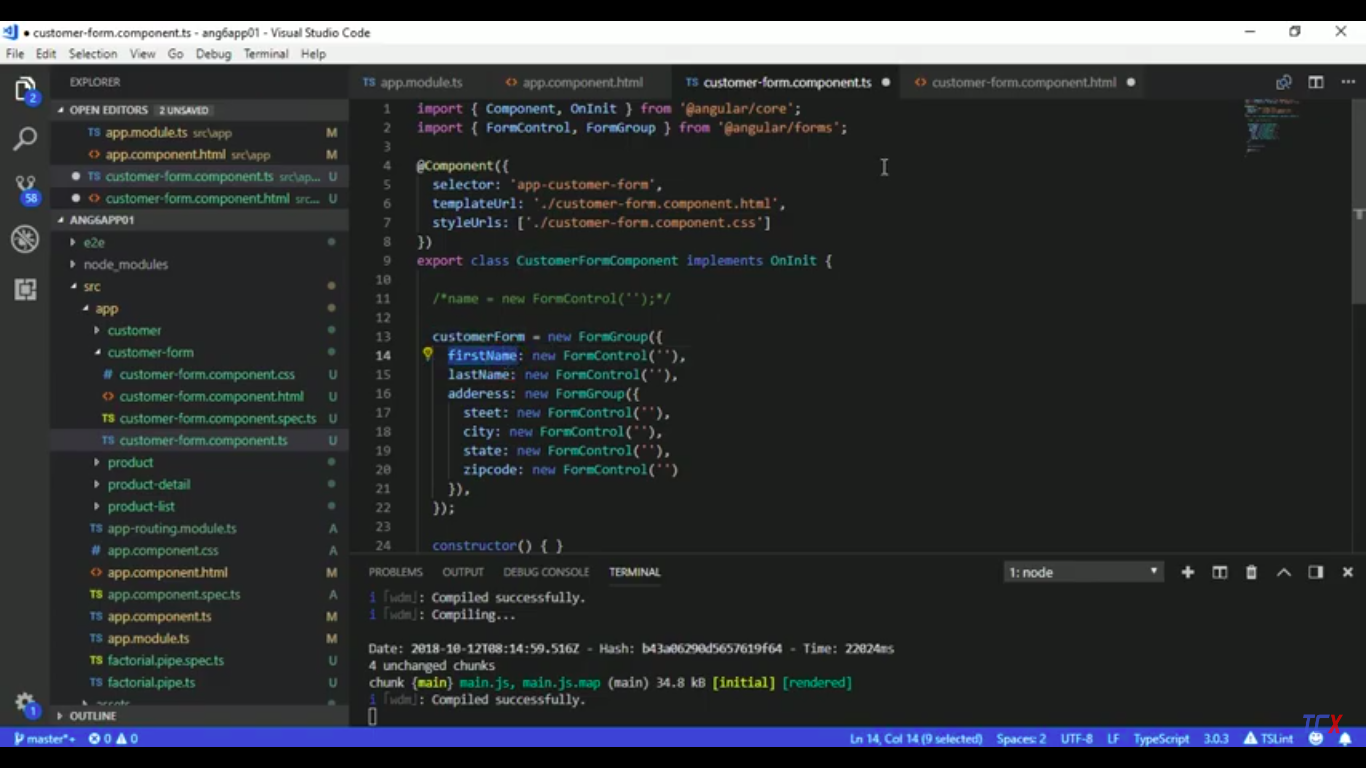 ● customer-form.component.ts - ang6app01 - Visual Studio Code
File Edit Selection View Go Debug Terminal Help
EXPLORER
OPEN EDITORS 2 UNSAVED
TS app.module.ts src\app M
<> app.component.html src\app M
● TS customer-form.component.ts src\ap... U
● <> customer-form.component.html src... U
ANG6APP01
e2e
node_modules
src
app
customer
customer-form
# customer-form.component.css U
<> customer-form.component.html U
TS customer-form.component.spec.ts U
TS customer-form.component.ts U
product
product-detail
product-list
TS app-routing.module.ts A
# app.component.css A
<> app.component.html M
TS app.component.spec.ts A
TS app.component.ts M
TS app.module.ts M
TS factorial.pipe.spec.ts U
TS factorial.pipe.ts U
OUTLINE
2
58
1
TS app.module.ts <> app.component.html TS customer-form.component.ts ● <> customer-form.component.html ●
1 import { Component, OnInit } from '@angular/core';
2 import { FormControl, FormGroup } from '@angular/forms';
3
4 @Component({
5 selector: 'app-customer-form',
6 templateUrl: './customer-form.component.html',
7 styleUrls: ['./customer-form.component.css']
8 })
9 export class CustomerFormComponent implements OnInit {
10
11 /*name = new FormControl('');*/
12
13 customerForm = new FormGroup({
14 firstName: new FormControl(''),
15 lastName: new FormControl(''),
16 adderess: new FormGroup({
17 steet: new FormControl(''),
18 city: new FormControl(''),
19 state: new FormControl(''),
20 zipcode: new FormControl('')
21 }),
22 });
23
24 constructor() { }
PROBLEMS OUTPUT DEBUG CONSOLE TERMINAL 1: node
i ｢wdm｣: Compiled successfully.
i ｢wdm｣: Compiling...
Date: 2018-10-12T08:14:59.516Z - Hash: b43a06290d5657619f64 - Time: 22024ms
4 unchanged chunks
chunk {main} main.js, main.js.map (main) 34.8 kB [initial] [rendered]
i ｢wdm｣: Compiled successfully.
TCX
master*+ 0 0 Ln 14, Col 14 (9 selected) Spaces: 2 UTF-8 LF TypeScript 3.0.3 TSLint